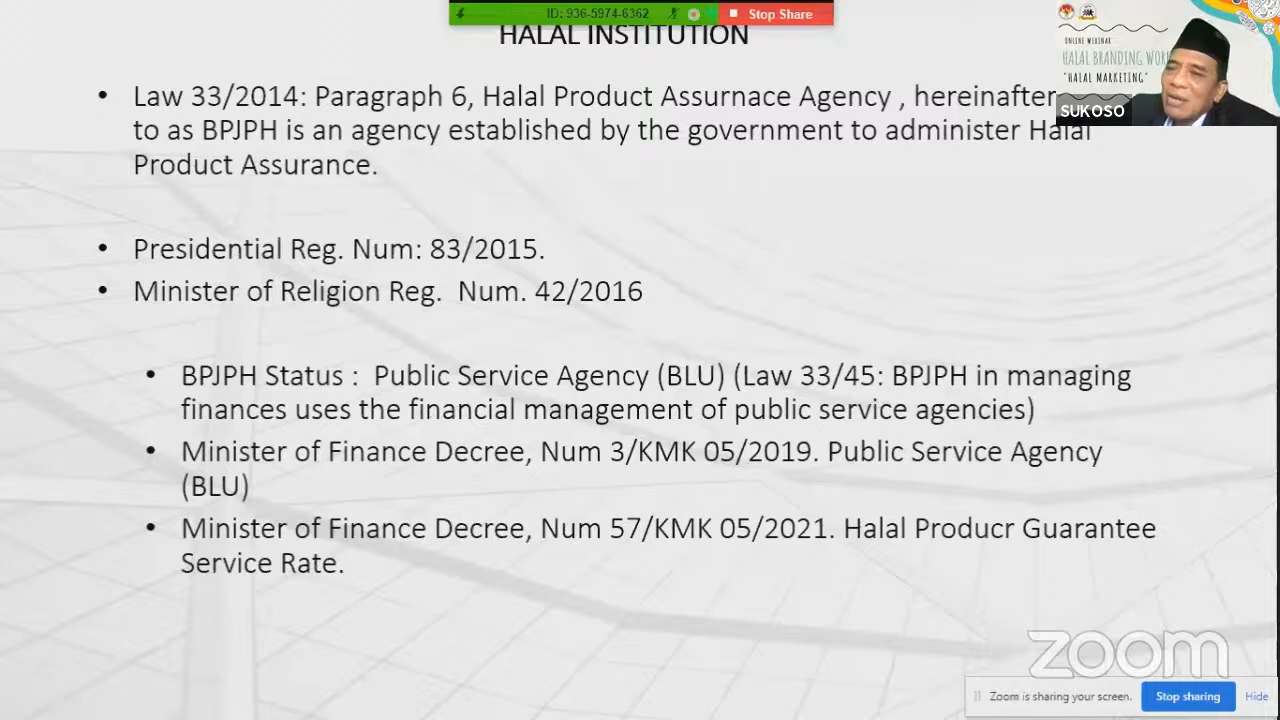 ID: 936-5974-6362
Stop Share
HALAL INSTITUTION
ONLINE WEBINAR
HALAL BRANDING
"HALAL MARKETING"
SUKOSO
• Law 33/2014: Paragraph 6, Halal Product Assurnace Agency , hereinafter
to as BPJPH is an agency established by the government to administer Halal
Product Assurance.
• Presidential Reg. Num: 83/2015.
• Minister of Religion Reg. Num. 42/2016
• BPJPH Status : Public Service Agency (BLU) (Law 33/45: BPJPH in managing
finances uses the financial management of public service agencies)
• Minister of Finance Decree, Num 3/KMK 05/2019. Public Service Agency
(BLU)
• Minister of Finance Decree, Num 57/KMK 05/2021. Halal Producr Guarantee
Service Rate.
zoom
Zoom is sharing your screen.
Stop sharing
Hide